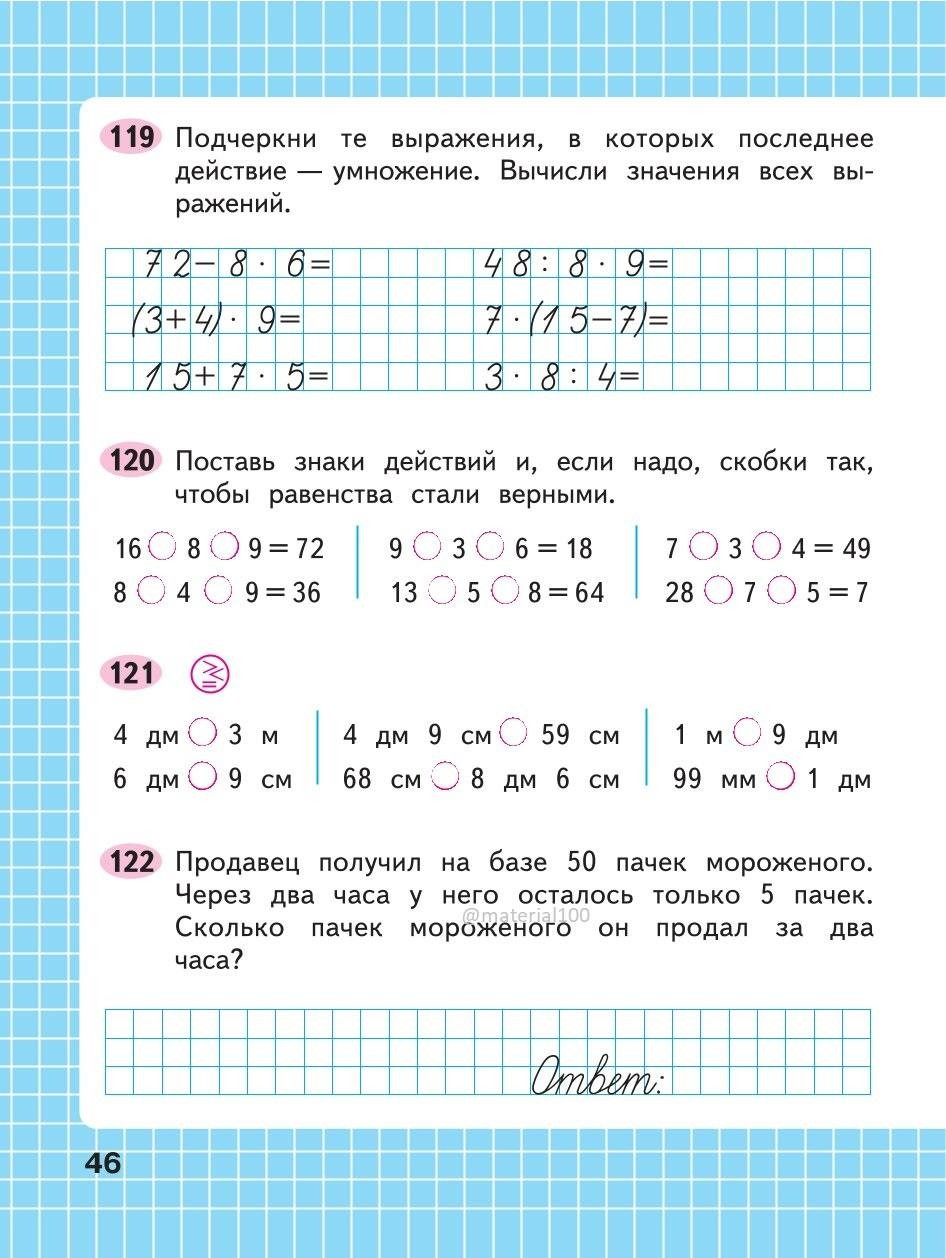 119 Подчеркни те выражения, в которых последнее
действие — умножение. Вычисли значения всех вы-
ражений.
72 − 8 · 6 = 48 : 8 · 9 =
(3 + 4) · 9 = 7 · (15 − 7) =
15 + 7 · 5 = 3 · 8 : 4 =
120 Поставь знаки действий и, если надо, скобки так,
чтобы равенства стали верными.
16 ◯ 8 ◯ 9 = 72 9 ◯ 3 ◯ 6 = 18 7 ◯ 3 ◯ 4 = 49
8 ◯ 4 ◯ 9 = 36 13 ◯ 5 ◯ 8 = 64 28 ◯ 7 ◯ 5 = 7
121 > < =
4 дм ◯ 3 м 4 дм 9 см ◯ 59 см 1 м ◯ 9 дм
6 дм ◯ 9 см 68 см ◯ 8 дм 6 см 99 мм ◯ 1 дм
122 Продавец получил на базе 50 пачек мороженого.
Через два часа у него осталось только 5 пачек.
@material100
Сколько пачек мороженого он продал за два
часа?
Ответ:
46